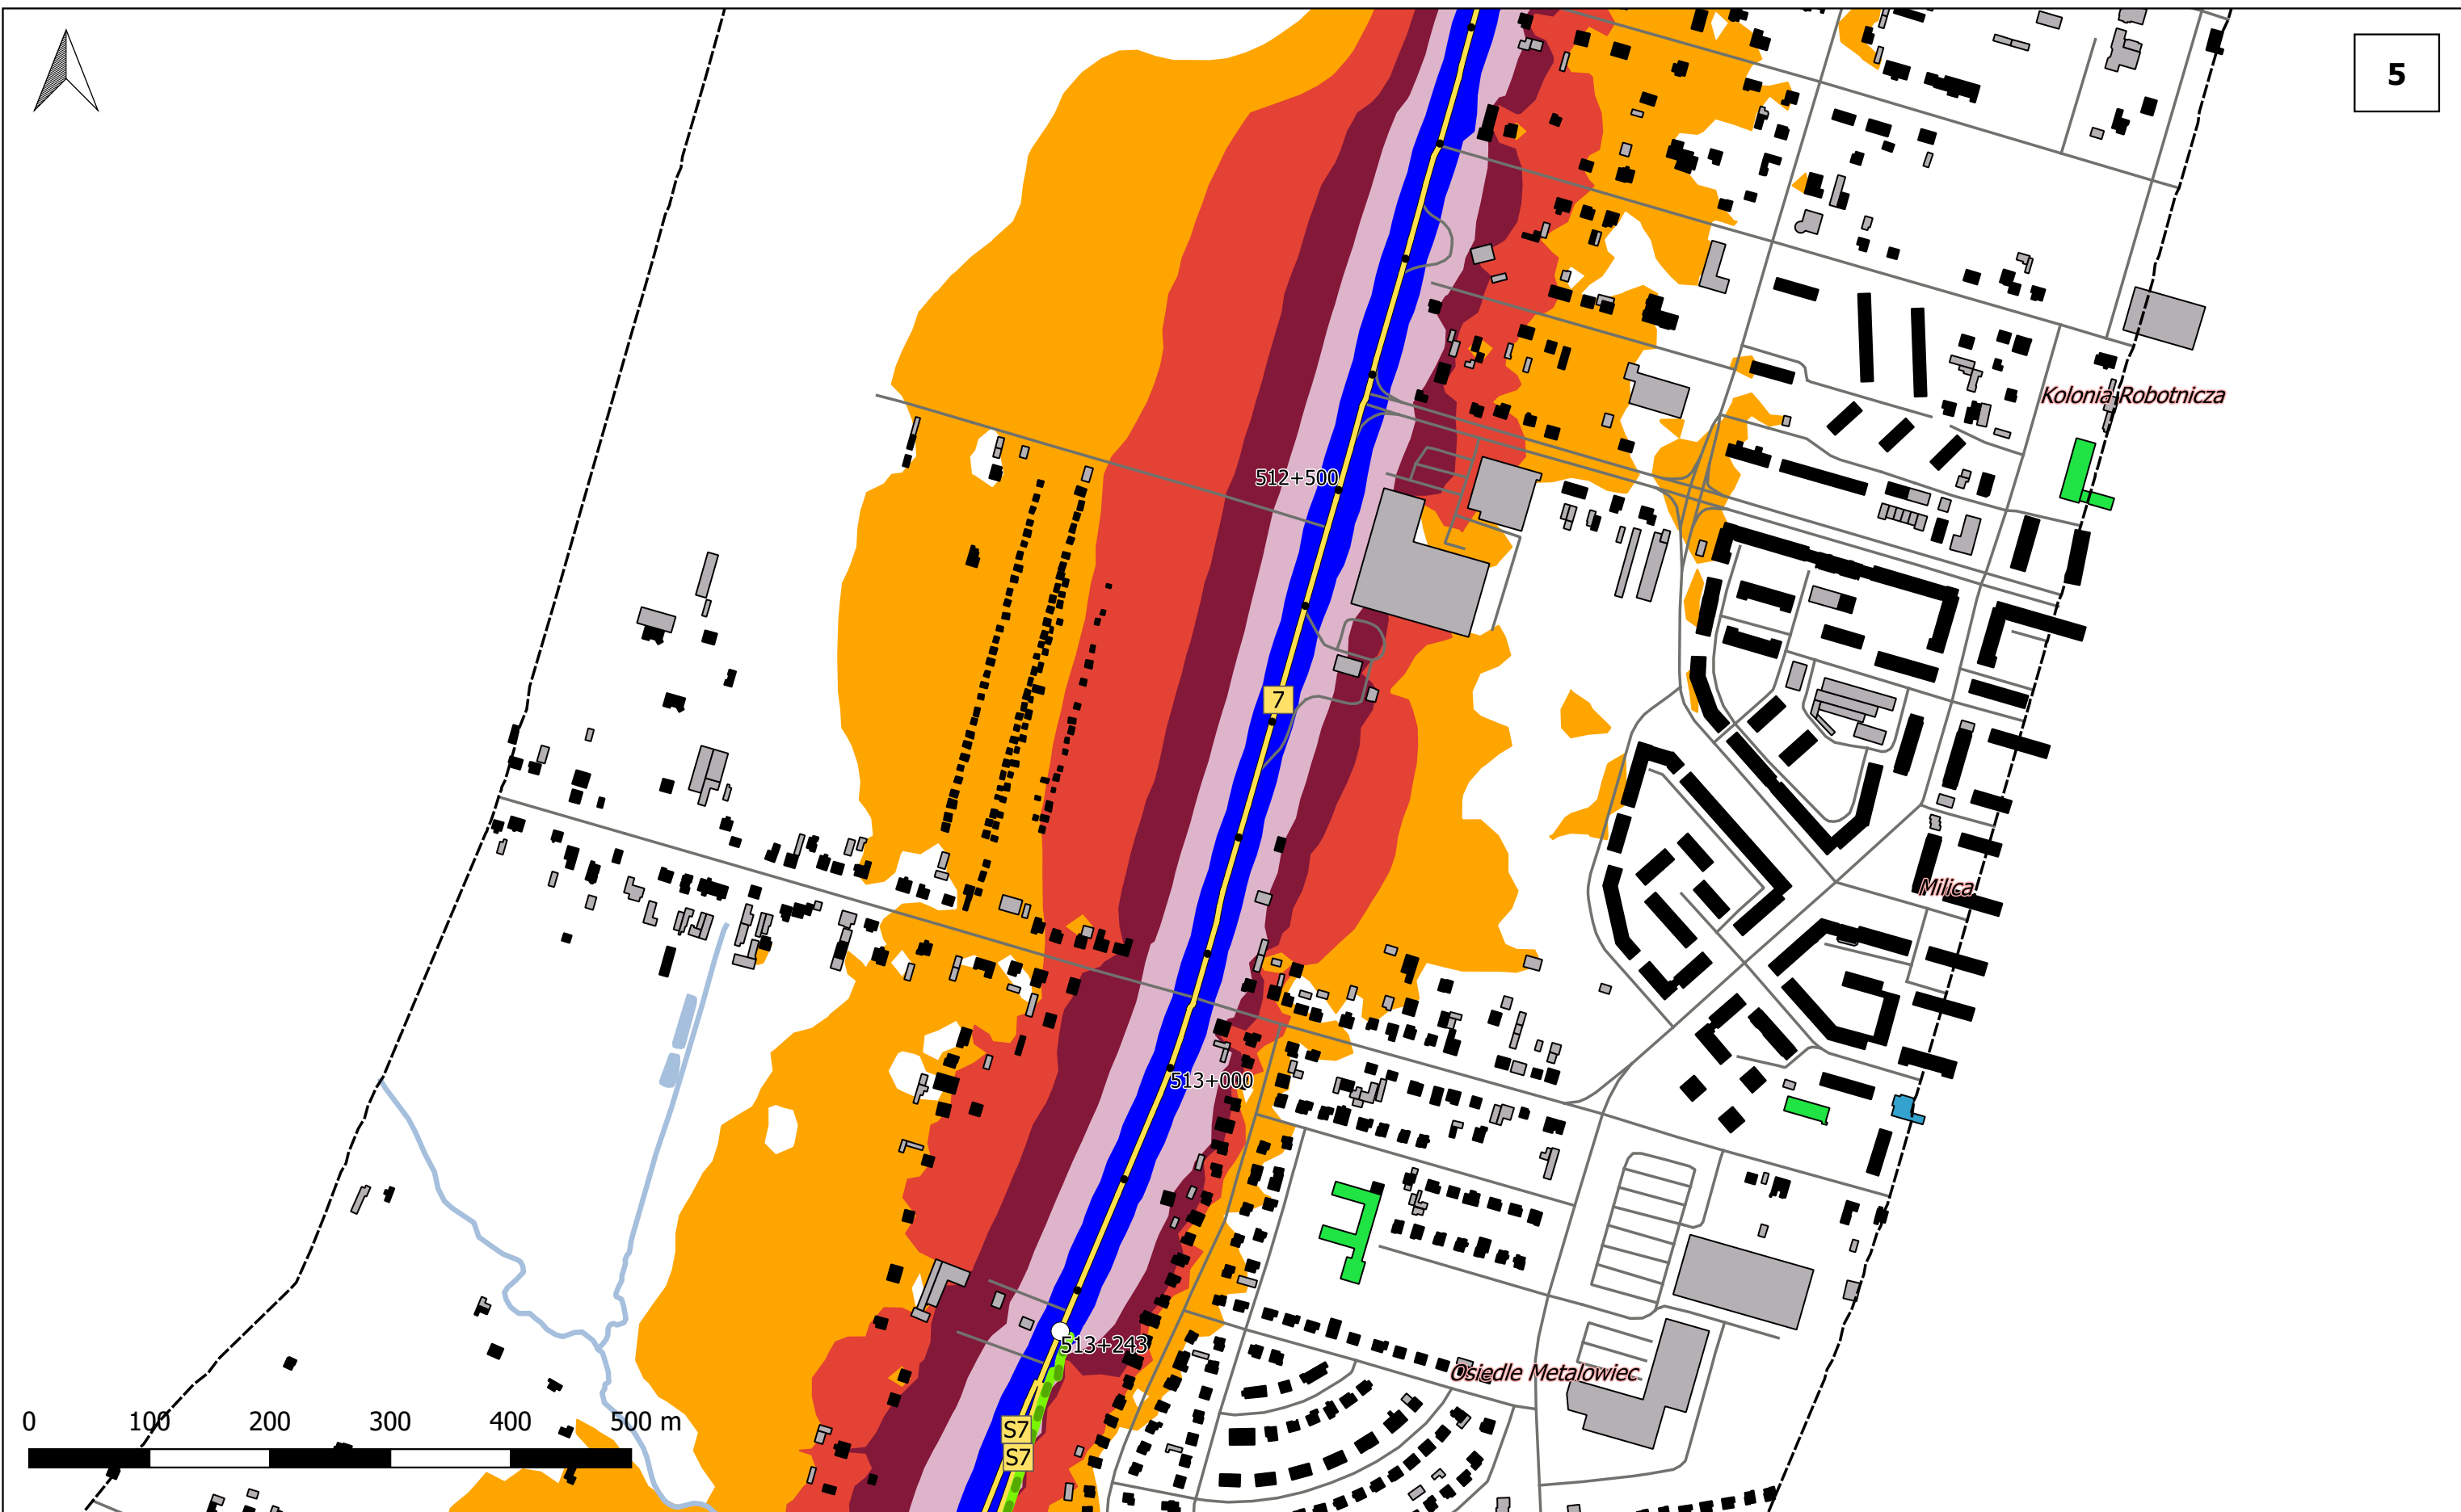 5
Kolonia Robotnicza
512+500
7
Milica
513+000
513+243
Osiedle Metalowiec
S7
S7
0 100 200 300 400 500 m